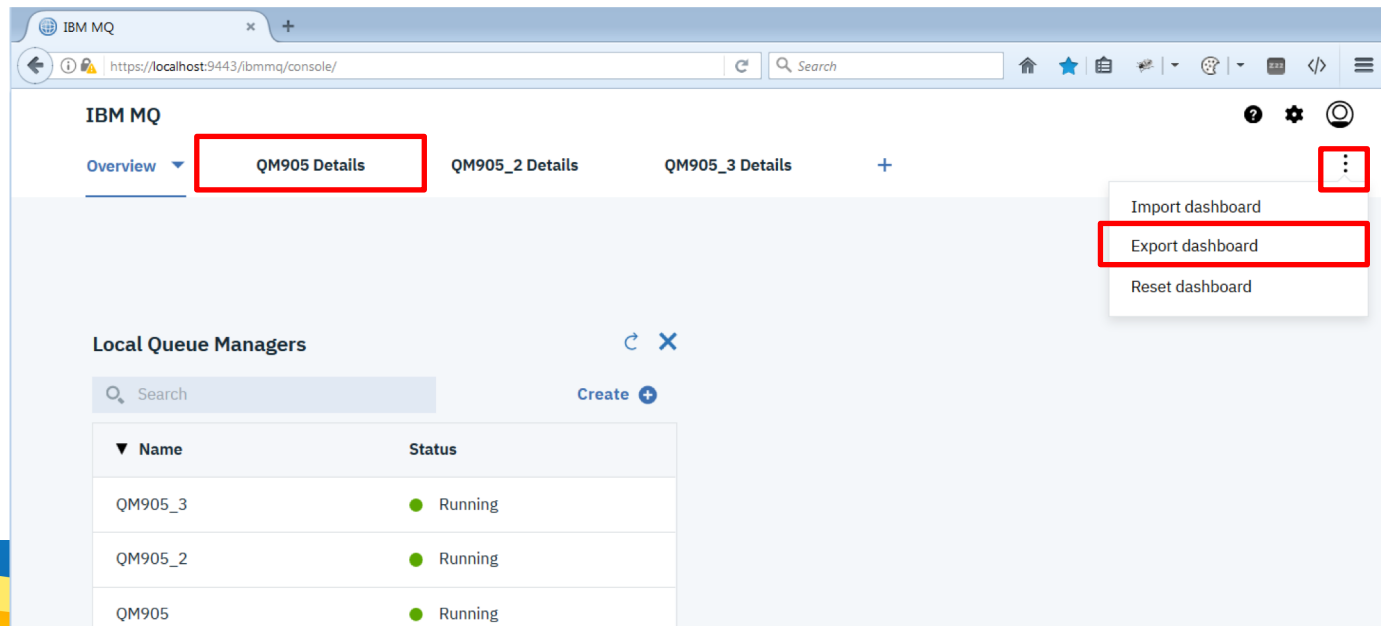 IBM MQ
https://localhost:9443/ibmmq/console/
Search
IBM MQ
Overview QM905 Details QM905_2 Details QM905_3 Details +
Import dashboard
Export dashboard
Reset dashboard
Local Queue Managers
Search
Create
Name Status
QM905_3 Running
QM905_2 Running
QM905 Running